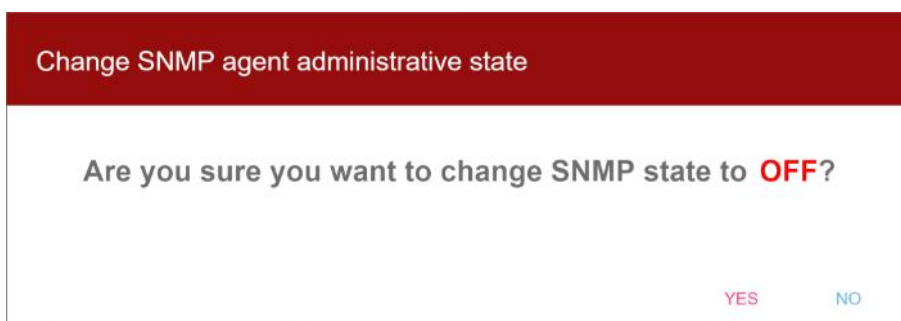 Change SNMP agent administrative state
Are you sure you want to change SNMP state to OFF?
YES NO